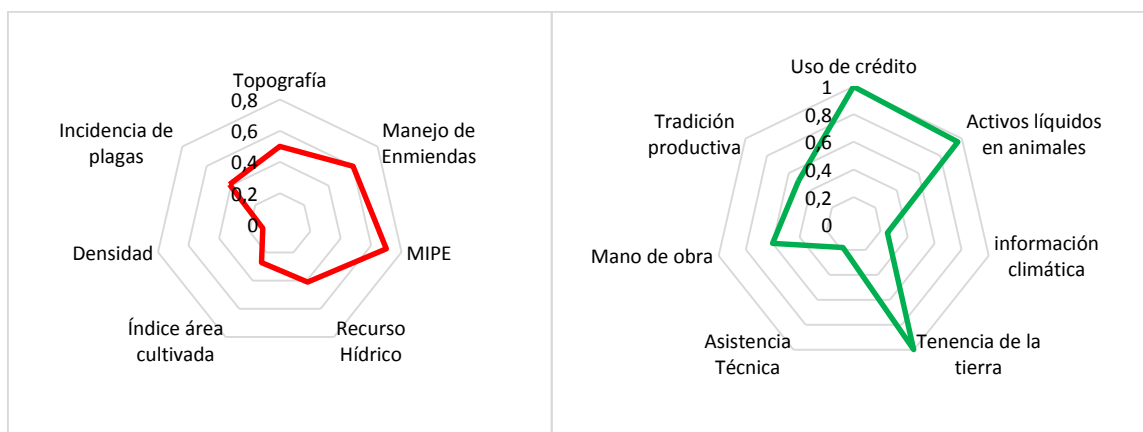 Topografía
0,8
0,6
0,4
0,2
0
Manejo de
Enmiendas
MIPE
Recurso
Hídrico
Índice área
cultivada
Densidad
Incidencia de
plagas
Uso de crédito
1
0,8
0,6
0,4
0,2
0
Activos líquidos
en animales
información
climática
Tenencia de la
tierra
Asistencia
Técnica
Mano de obra
Tradición
productiva